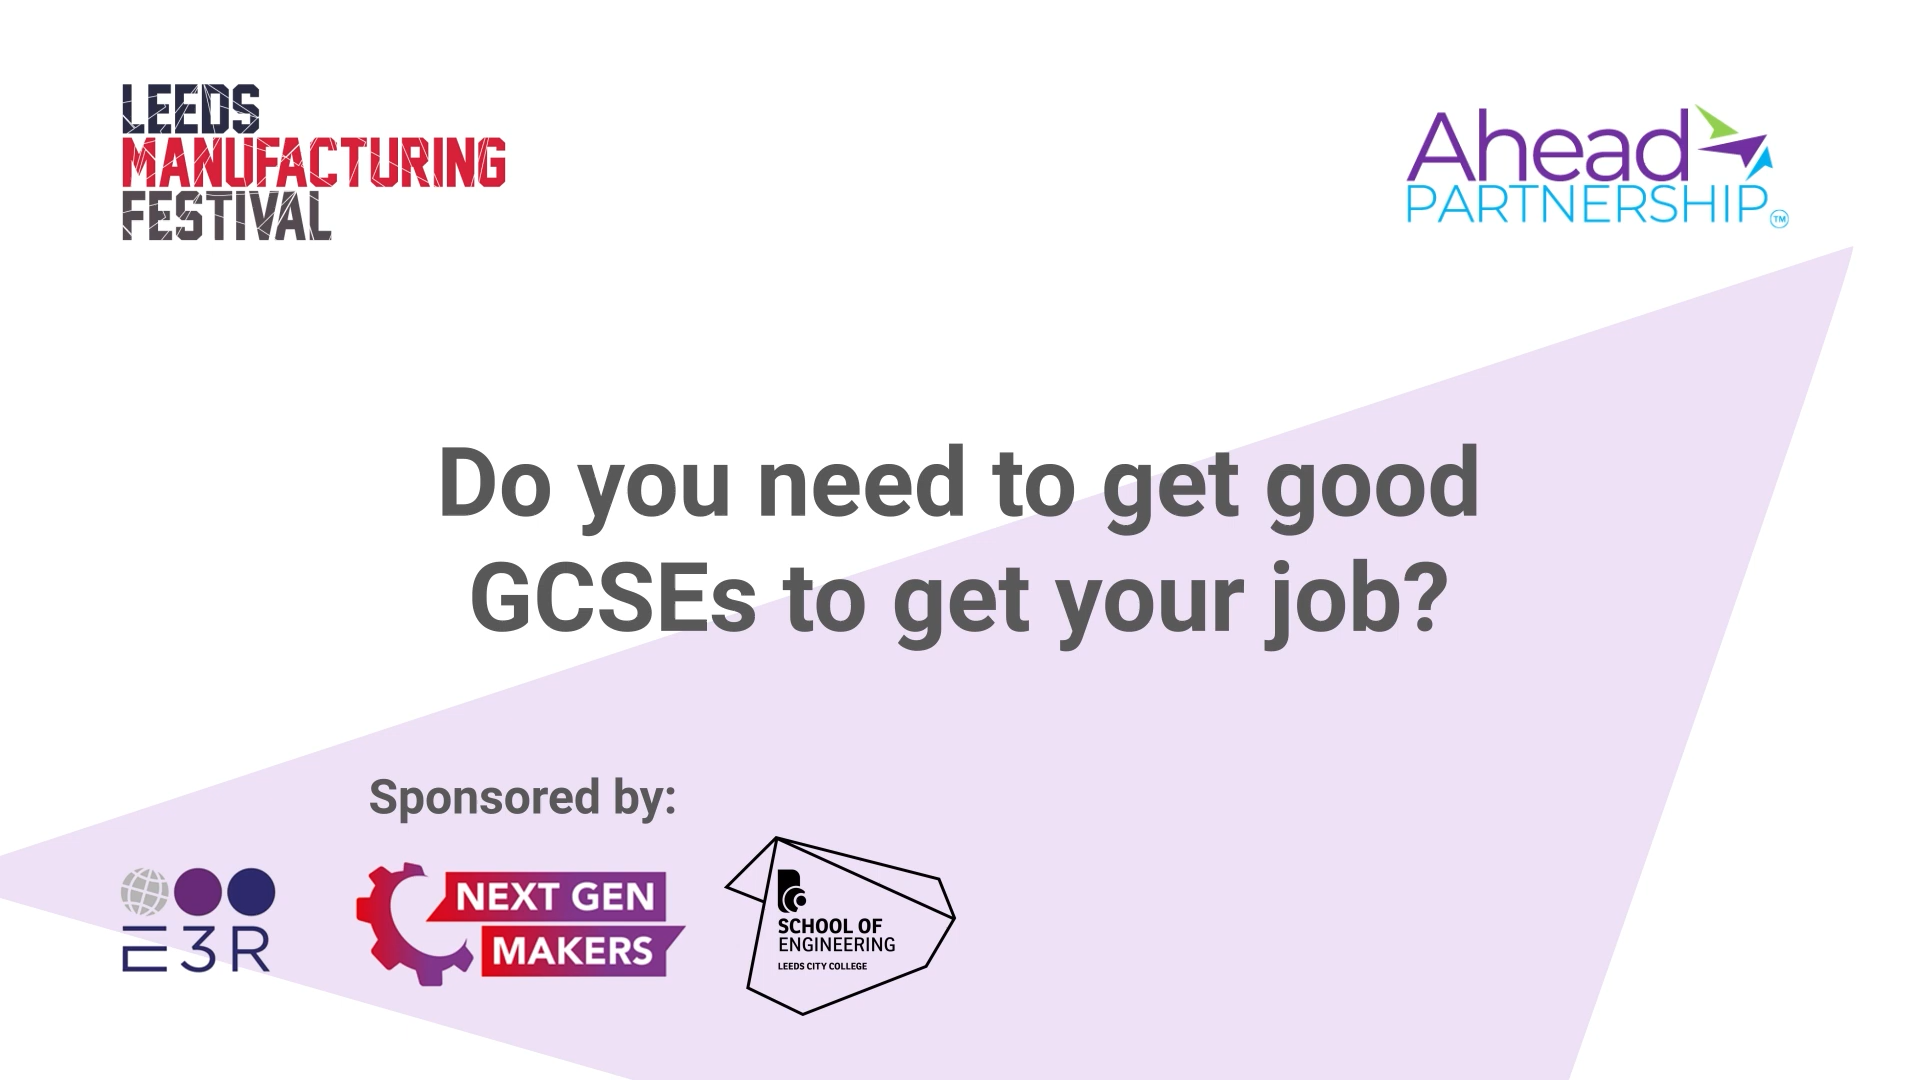 LEEDS
MANUFACTURING
FESTIVAL
Ahead
PARTNERSHIP TM
Do you need to get good
GCSEs to get your job?
Sponsored by:
E3R
NEXT GEN
MAKERS
SCHOOL OF
ENGINEERING
LEEDS CITY COLLEGE